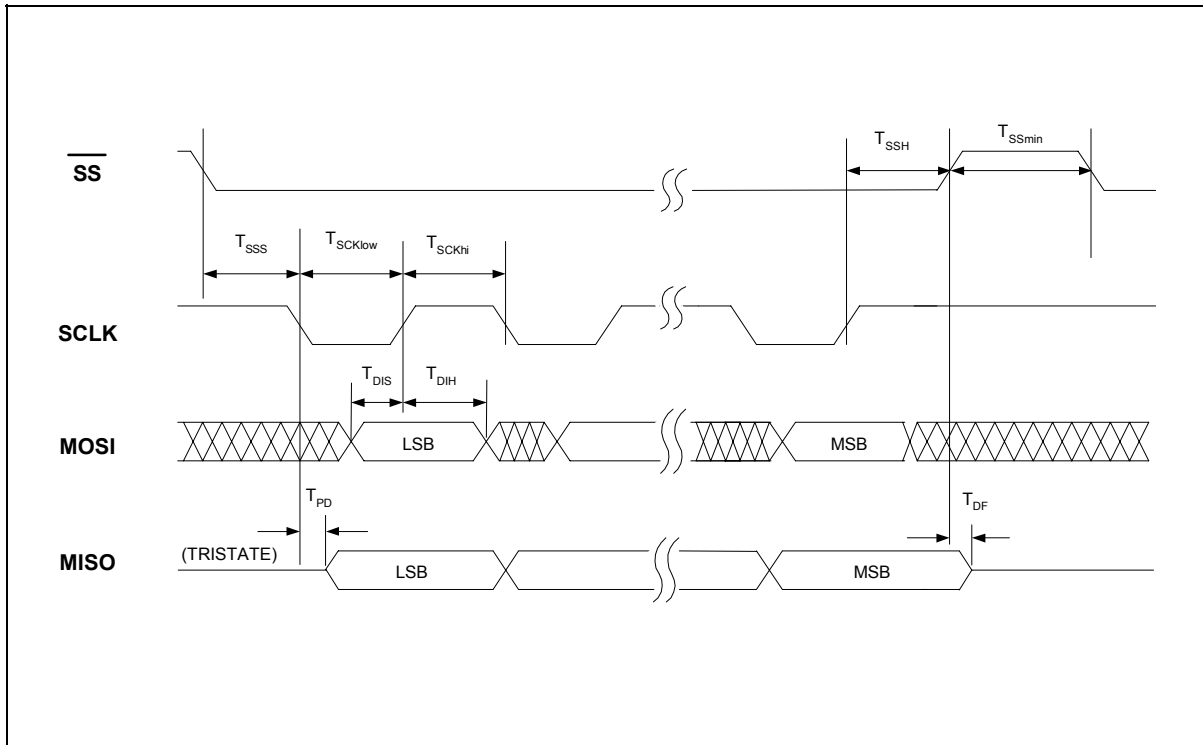 T_SSH T_SSmin
SS
T_SSS T_SCKlow T_SCKhi
SCLK
T_DIS T_DIH
MOSI LSB MSB
T_PD T_DF
MISO (TRISTATE) LSB MSB